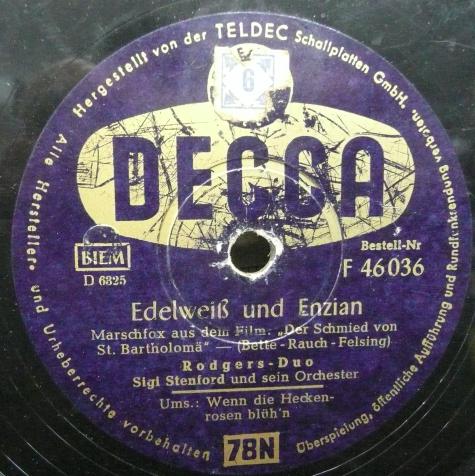 Hergestellt von der TELDEC Schallplatten GmbH.
Alle Hersteller- und Urheberrechte vorbehalten
Überspielung, öffentliche Aufführung und Rundfunksendung verboten.
6
DECCA
BIEM
D 6325
Bestell-Nr
F 46 036
Edelweiß und Enzian
Marschfox aus dem Film: „Der Schmied von
St. Bartholomä" — (Bette - Rauch - Felsing)
Rodgers-Duo
Sigi Stenford und sein Orchester
Ums.: Wenn die Hecken-
rosen blüh'n
78N